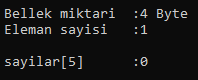 Bellek miktari  :4 Byte
Eleman sayisi   :1
sayilar[5]      :0